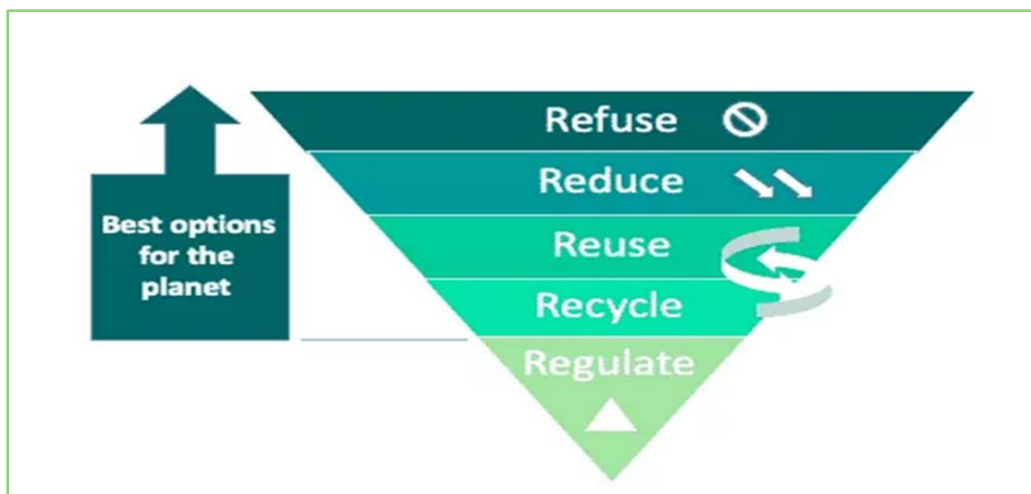 Refuse
Reduce
Best options
for the
planet
Reuse
Recycle
Regulate